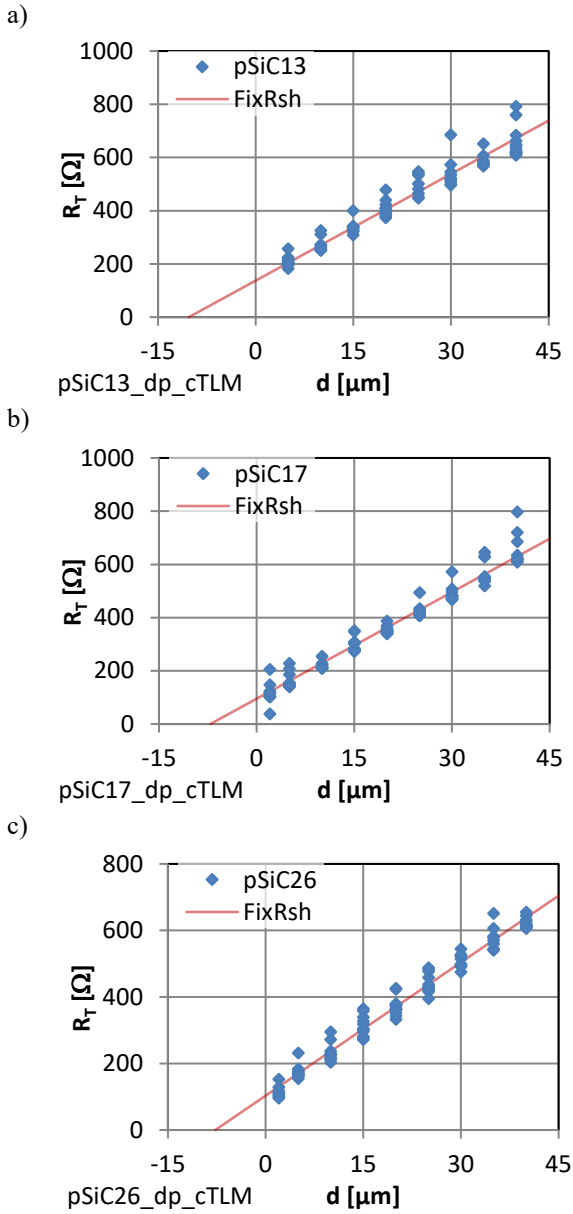 a)
1000
pSiC13
FixRsh
800
600
400
200
0
R_T [Ω]
-15 0 15 30 45
pSiC13_dp_cTLM d [µm]
b)
1000
pSiC17
FixRsh
800
600
400
200
0
R_T [Ω]
-15 0 15 30 45
pSiC17_dp_cTLM d [µm]
c)
800
pSiC26
FixRsh
600
400
200
0
R_T [Ω]
-15 0 15 30 45
pSiC26_dp_cTLM d [µm]